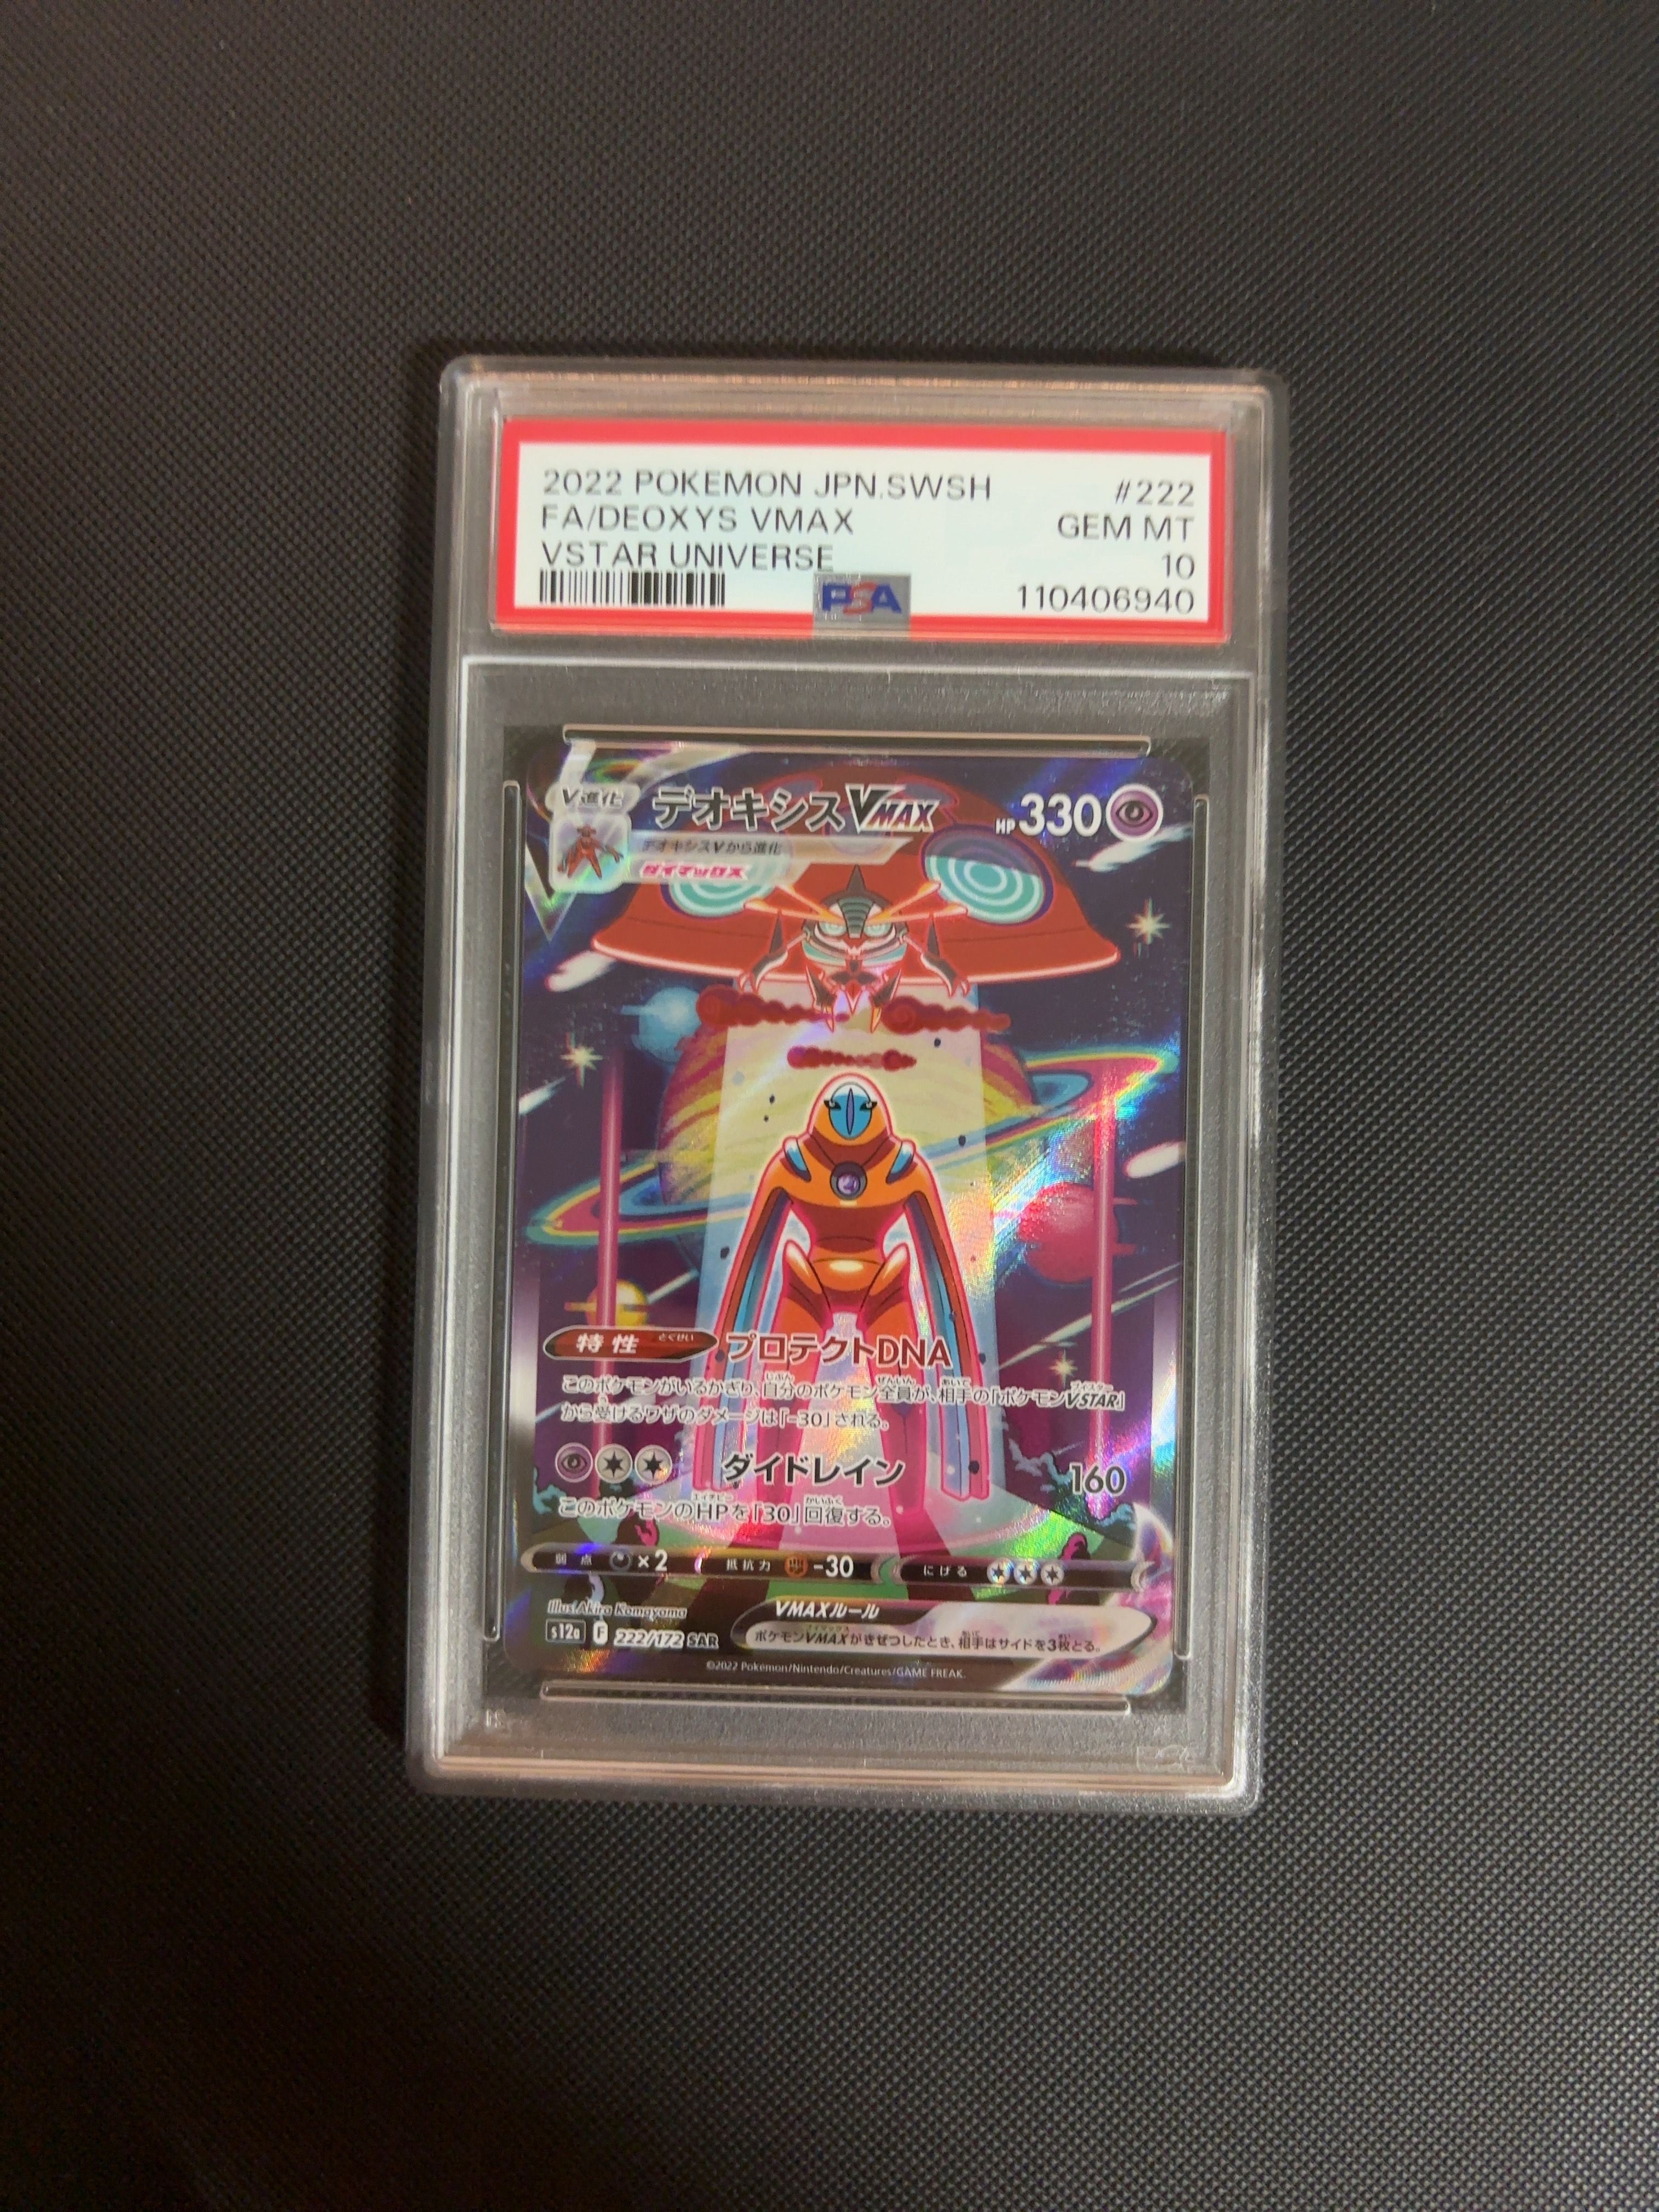 2022 POKEMON JPN.SWSH #222
FA/DEOXYS VMAX GEM MT
VSTAR UNIVERSE 10
PSA 110406940
V進化 デオキシスVMAX HP330
デオキシスVから進化
ダイマックス
特性 とくせい プロテクトDNA
このポケモンがいるかぎり、自分のポケモン全員が、相手の「ポケモンVSTAR」
から受けるワザのダメージは「-30」される。
ダイドレイン 160
このポケモンのHPを「30」回復する。
弱点 ×2 抵抗力 -30 にげる
Illus. Akira Komayama VMAXルール
s12a F 222/172 SAR ポケモンVMAXがきぜつしたとき、相手はサイドを3枚とる。
©2022 Pokémon/Nintendo/Creatures/GAME FREAK.